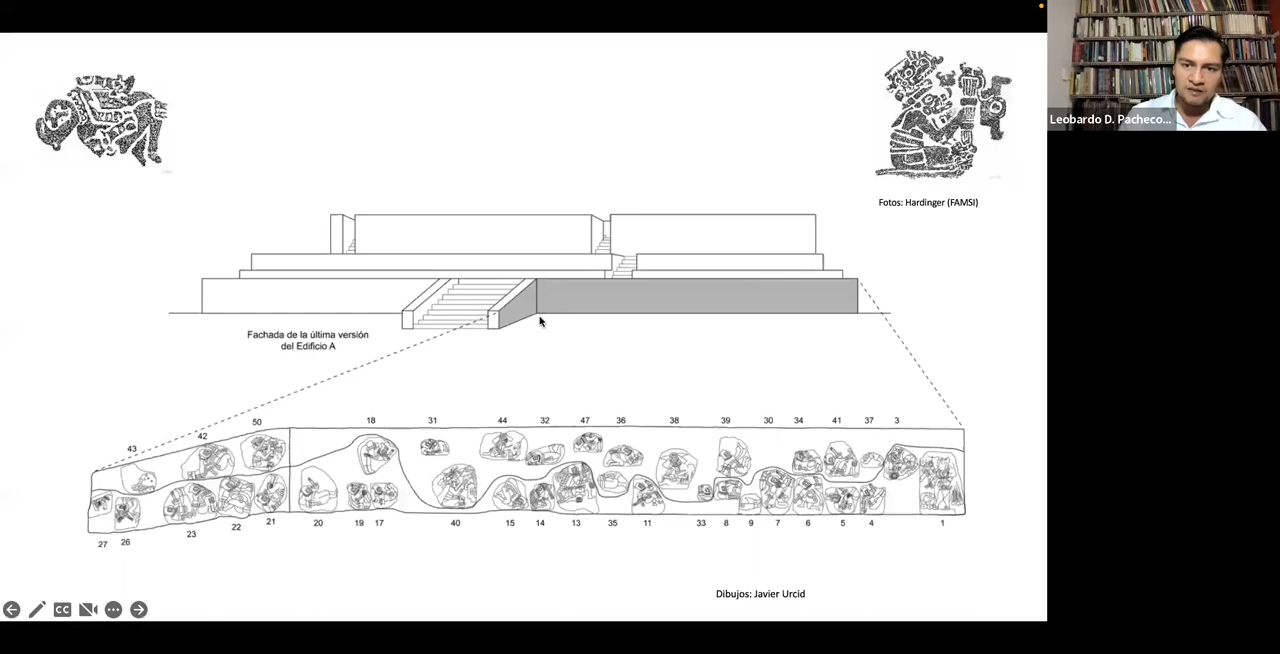 Leobardo D. Pacheco...
Fotos: Hardinger (FAMSI)
Fachada de la última versión
del Edificio A
43 42 50 18 31 44 32 47 36 38 39 30 34 41 37 3
27 26 23 22 21 20 19 17 40 15 14 13 35 11 33 8 9 7 6 5 4 1
Dibujos: Javier Urcid
CC